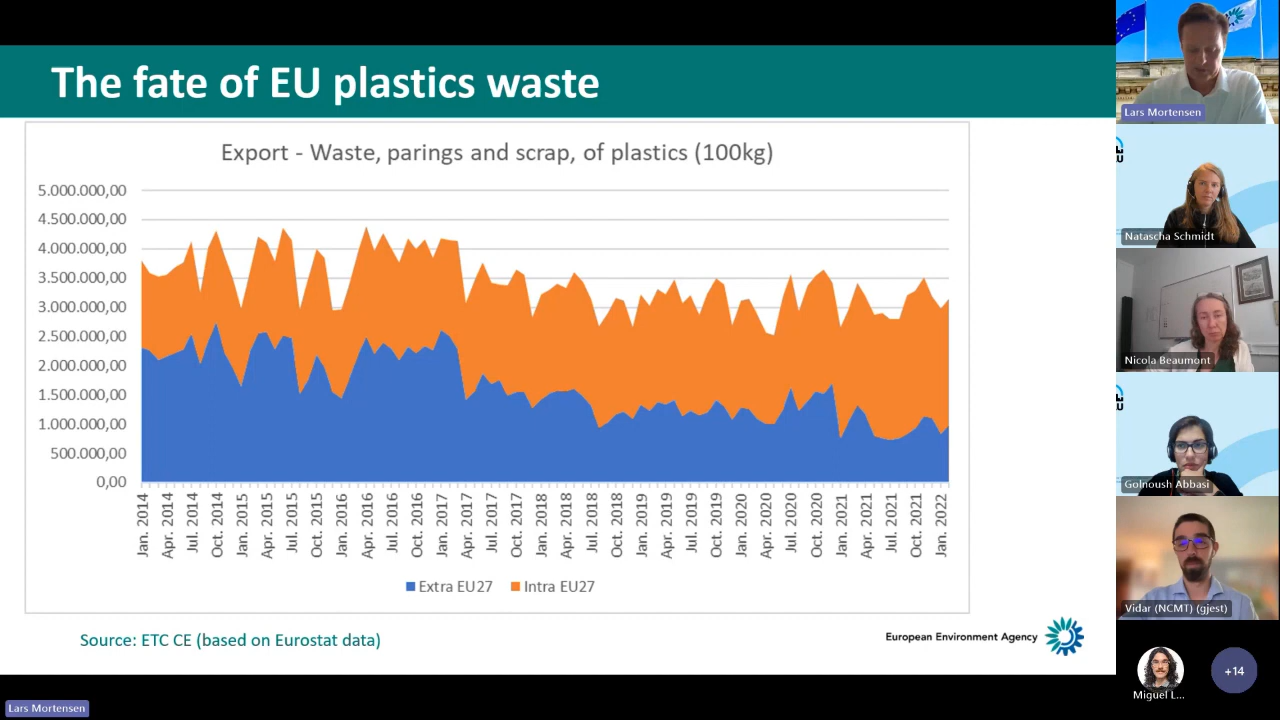 The fate of EU plastics waste
Export - Waste, parings and scrap, of plastics (100kg)
5.000.000,00
4.500.000,00
4.000.000,00
3.500.000,00
3.000.000,00
2.500.000,00
2.000.000,00
1.500.000,00
1.000.000,00
500.000,00
0,00
Jan. 2014
Apr. 2014
Jul. 2014
Oct. 2014
Jan. 2015
Apr. 2015
Jul. 2015
Oct. 2015
Jan. 2016
Apr. 2016
Jul. 2016
Oct. 2016
Jan. 2017
Apr. 2017
Jul. 2017
Oct. 2017
Jan. 2018
Apr. 2018
Jul. 2018
Oct. 2018
Jan. 2019
Apr. 2019
Jul. 2019
Oct. 2019
Jan. 2020
Apr. 2020
Jul. 2020
Oct. 2020
Jan. 2021
Apr. 2021
Jul. 2021
Oct. 2021
Jan. 2022
Extra EU27
Intra EU27
Source: ETC CE (based on Eurostat data)
European Environment Agency
Lars Mortensen
Lars Mortensen
Natascha Schmidt
Nicola Beaumont
Golnoush Abbasi
Vidar (NCMT) (gjest)
Miguel L...
+14